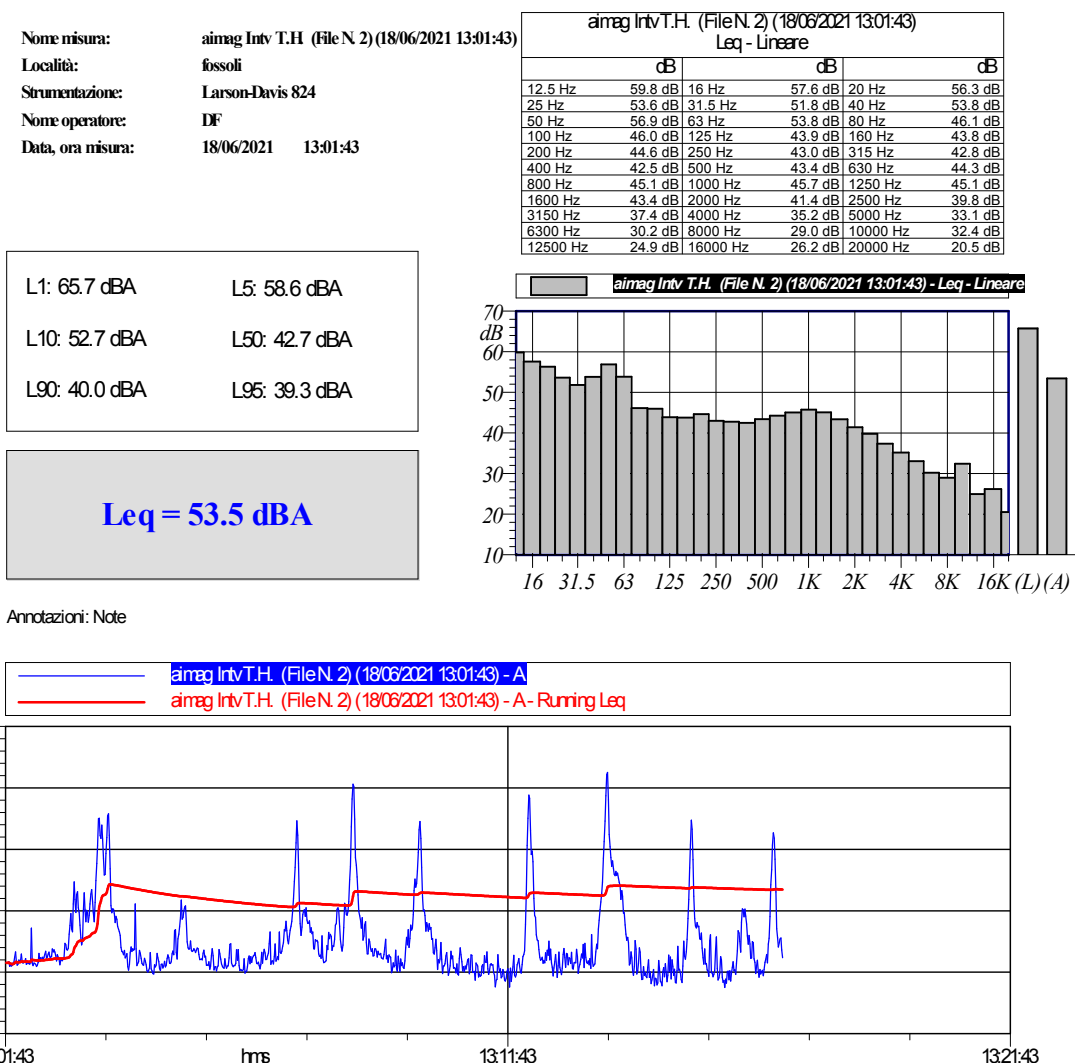 Nome misura: aimag Intv T.H. (File N. 2) (18/06/2021 13:01:43)
Località: fossoli
Strumentazione: Larson-Davis 824
Nome operatore: DF
Data, ora misura: 18/06/2021 13:01:43
aimag Intv T.H. (File N. 2) (18/06/2021 13:01:43)
Leq - Lineare
dB dB dB
12.5 Hz 59.8 dB 16 Hz 57.6 dB 20 Hz 56.3 dB
25 Hz 53.6 dB 31.5 Hz 51.8 dB 40 Hz 53.8 dB
50 Hz 56.9 dB 63 Hz 53.8 dB 80 Hz 46.1 dB
100 Hz 46.0 dB 125 Hz 43.9 dB 160 Hz 43.8 dB
200 Hz 44.6 dB 250 Hz 43.0 dB 315 Hz 42.8 dB
400 Hz 42.5 dB 500 Hz 43.4 dB 630 Hz 44.3 dB
800 Hz 45.1 dB 1000 Hz 45.7 dB 1250 Hz 45.1 dB
1600 Hz 43.4 dB 2000 Hz 41.4 dB 2500 Hz 39.8 dB
3150 Hz 37.4 dB 4000 Hz 35.2 dB 5000 Hz 33.1 dB
6300 Hz 30.2 dB 8000 Hz 29.0 dB 10000 Hz 32.4 dB
12500 Hz 24.9 dB 16000 Hz 26.2 dB 20000 Hz 20.5 dB
L1: 65.7 dBA L5: 58.6 dBA
L10: 52.7 dBA L50: 42.7 dBA
L90: 40.0 dBA L95: 39.3 dBA
Leq = 53.5 dBA
aimag Intv T.H. (File N. 2) (18/06/2021 13:01:43) - Leq - Lineare
70
dB
60
50
40
30
20
10
16 31.5 63 125 250 500 1K 2K 4K 8K 16K (L) (A)
Annotazioni: Note
aimag Intv T.H. (File N. 2) (18/06/2021 13:01:43) - A
aimag Intv T.H. (File N. 2) (18/06/2021 13:01:43) - A - Running Leq
01:43 hms 13:11:43 13:21:43